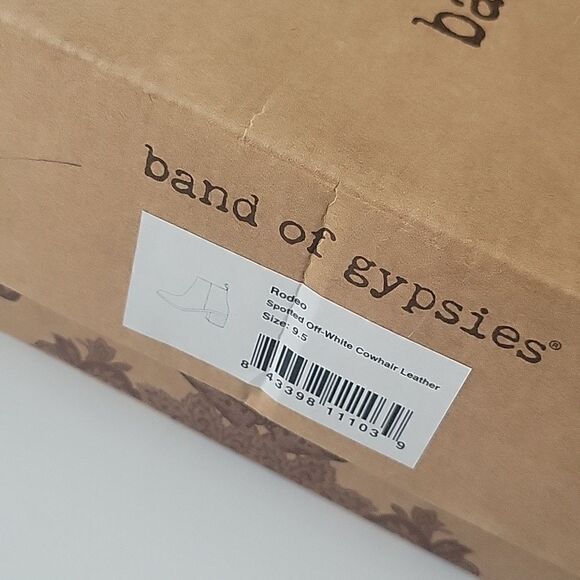 ba
band of gypsies®
Rodeo
Spotted Off-White Cowhair Leather
Size: 9.5
8 43398 11103 9